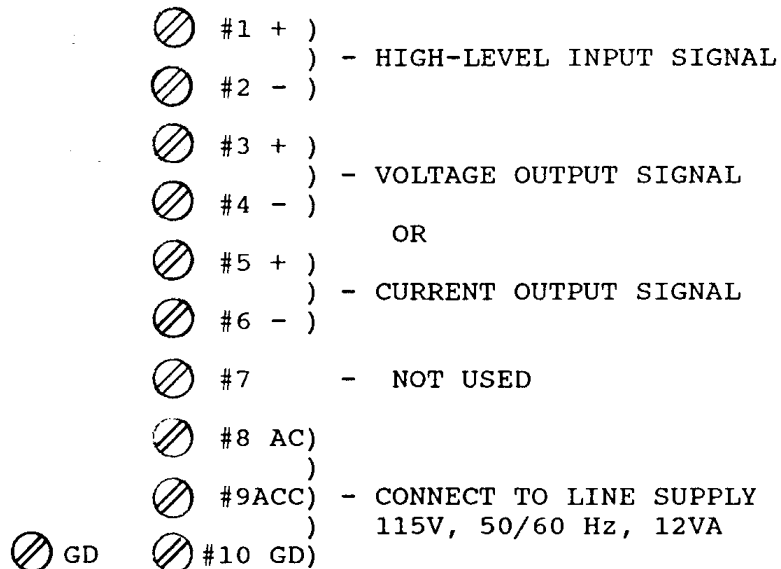 #1 + )
) - HIGH-LEVEL INPUT SIGNAL
#2 - )
#3 + )
) - VOLTAGE OUTPUT SIGNAL
#4 - )
OR
#5 + )
) - CURRENT OUTPUT SIGNAL
#6 - )
#7 - NOT USED
#8 AC)
)
#9ACC) - CONNECT TO LINE SUPPLY
) 115V, 50/60 Hz, 12VA
GD #10 GD)